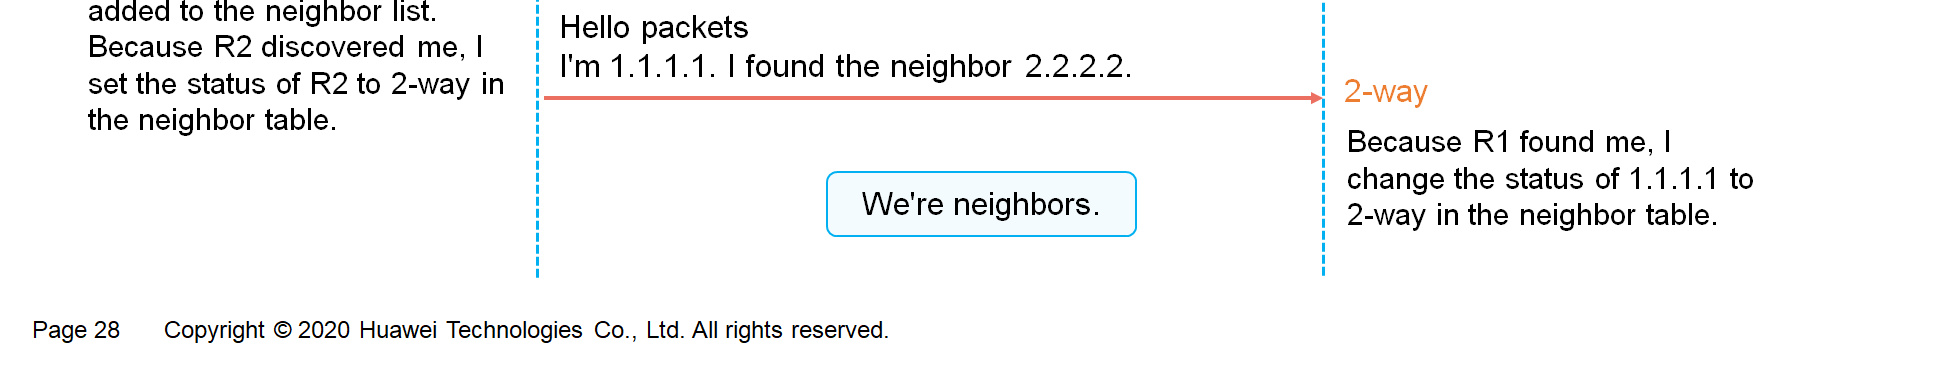 added to the neighbor list.
Because R2 discovered me, I
set the status of R2 to 2-way in
the neighbor table.
Hello packets
I'm 1.1.1.1. I found the neighbor 2.2.2.2.
2-way
Because R1 found me, I
change the status of 1.1.1.1 to
2-way in the neighbor table.
We're neighbors.
Page 28 Copyright © 2020 Huawei Technologies Co., Ltd. All rights reserved.